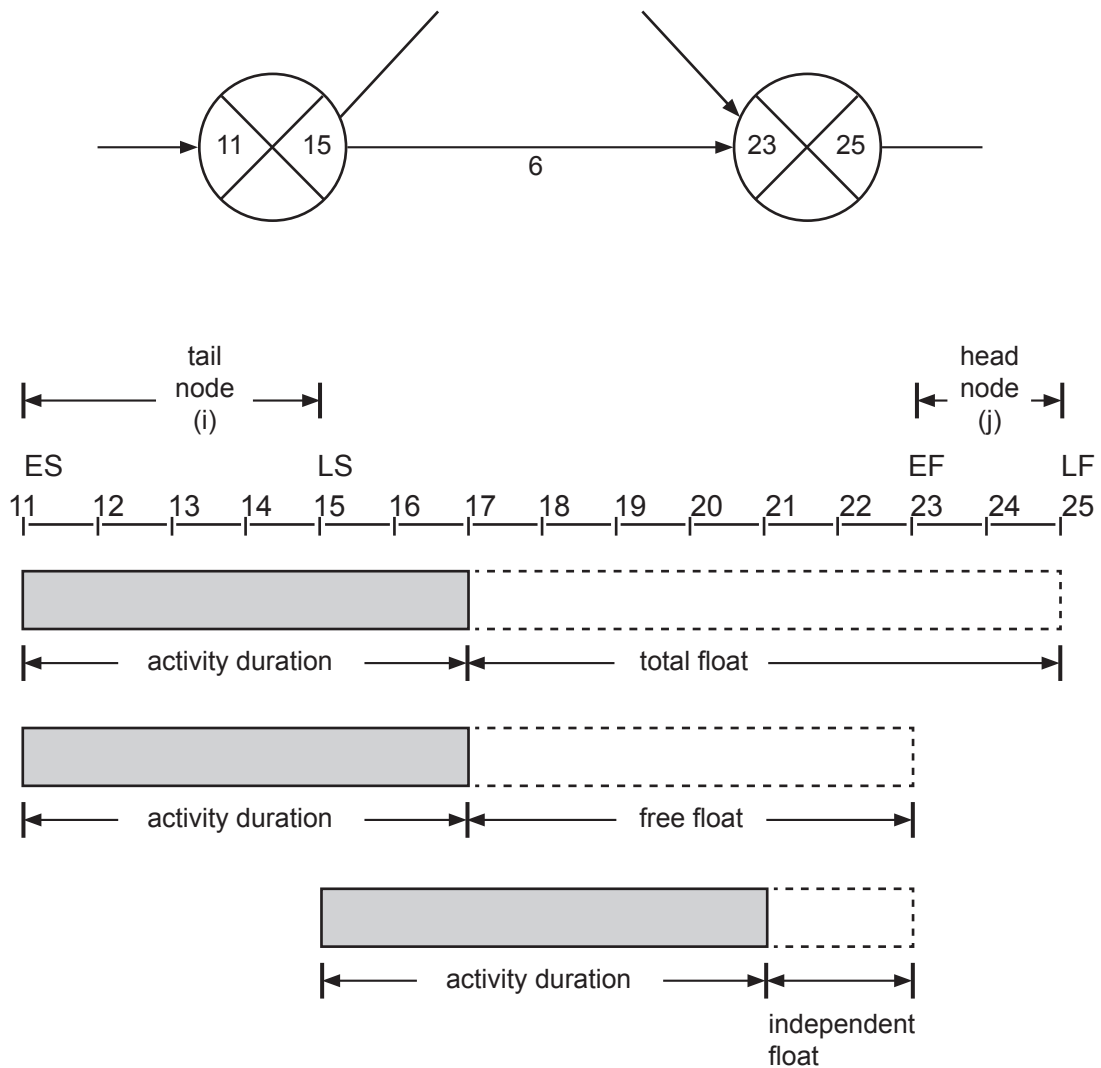 11 15 23 25
6
tail
node
(i)
head
node
(j)
ES LS EF LF
11 12 13 14 15 16 17 18 19 20 21 22 23 24 25
activity duration total float
activity duration free float
activity duration
independent
float